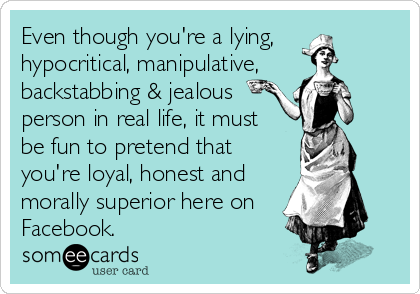 Even though you're a lying,
hypocritical, manipulative,
backstabbing & jealous
person in real life, it must
be fun to pretend that
you're loyal, honest and
morally superior here on
Facebook.
someecards
user card